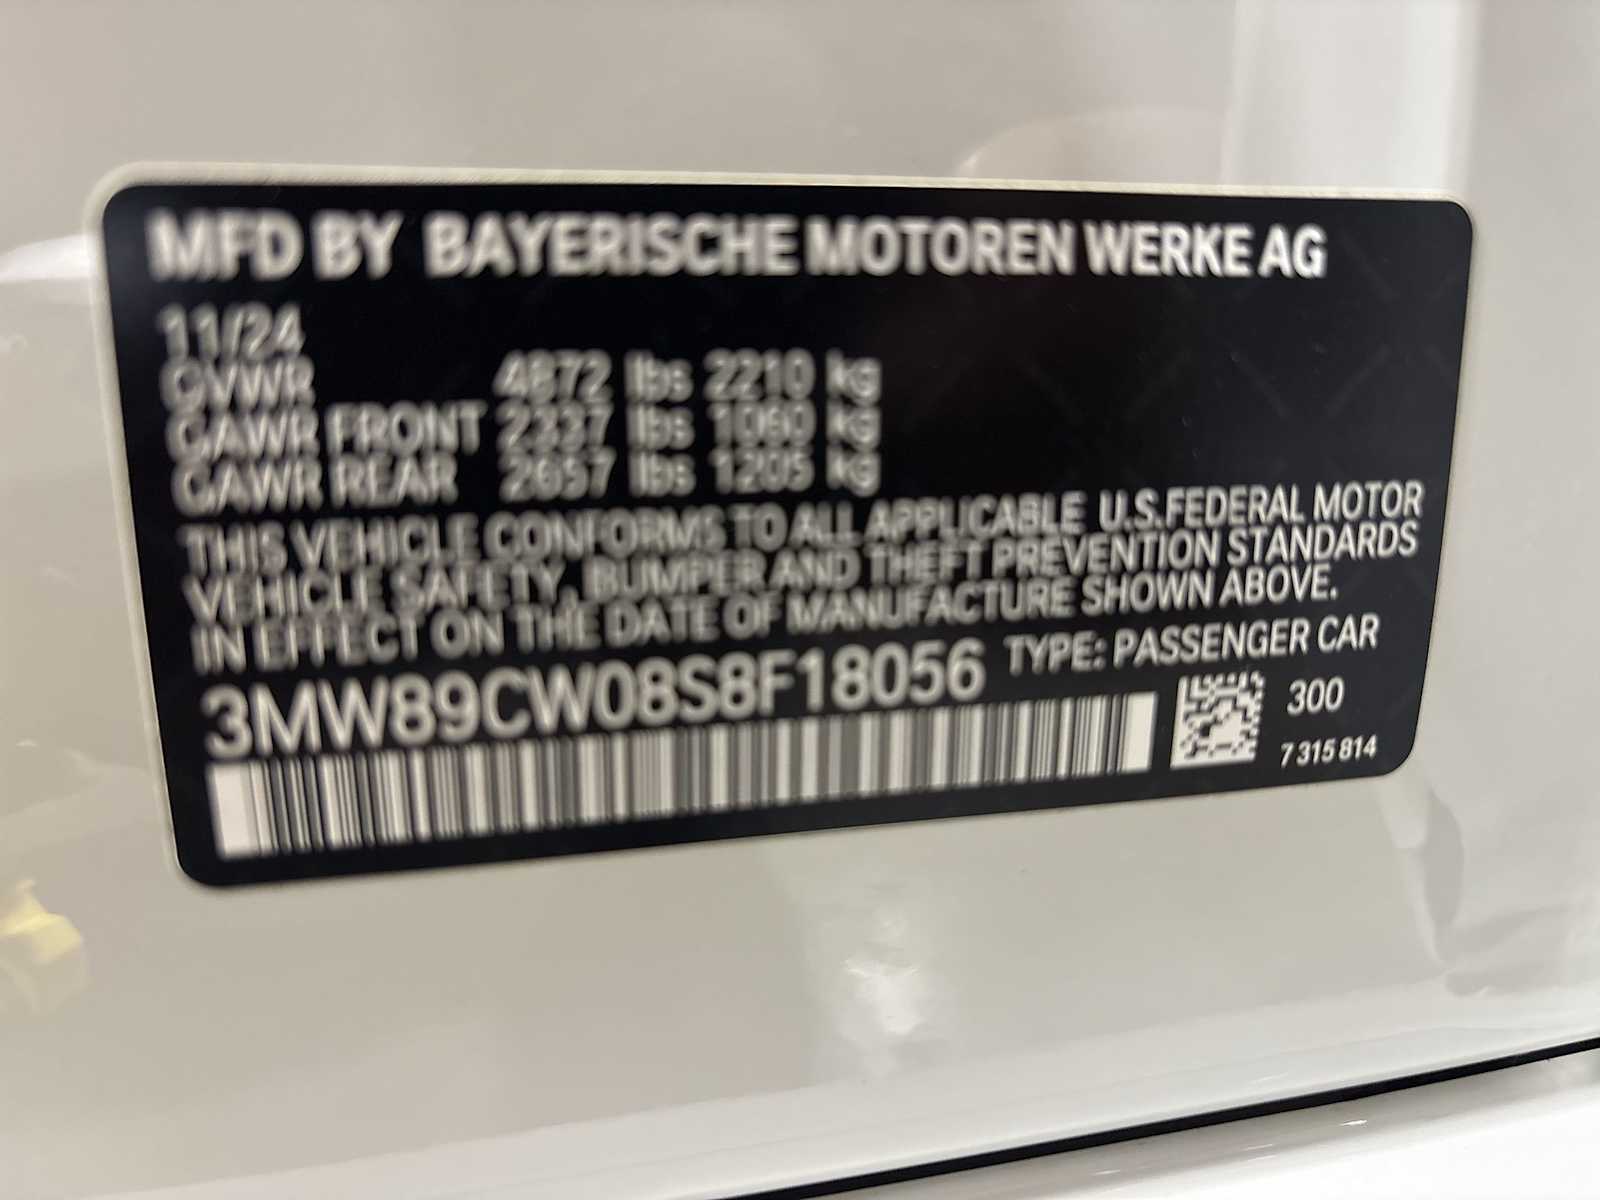 MFD BY BAYERISCHE MOTOREN WERKE AG
11/24
GVWR 4872 lbs 2210 kg
GAWR FRONT 2337 lbs 1060 kg
GAWR REAR 2657 lbs 1205 kg
THIS VEHICLE CONFORMS TO ALL APPLICABLE U.S.FEDERAL MOTOR
VEHICLE SAFETY, BUMPER AND THEFT PREVENTION STANDARDS
IN EFFECT ON THE DATE OF MANUFACTURE SHOWN ABOVE.
3MW89CW08S8F18056 TYPE: PASSENGER CAR
300
7 315 814